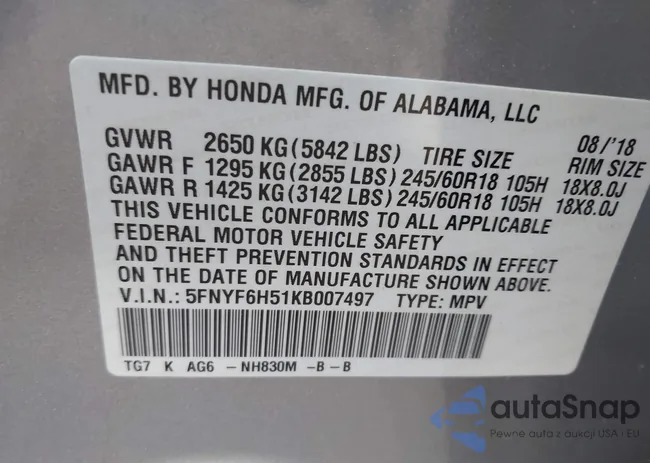 MFD. BY HONDA MFG. OF ALABAMA, LLC
08/'18
GVWR 2650 KG(5842 LBS) TIRE SIZE RIM SIZE
GAWR F 1295 KG(2855 LBS) 245/60R18 105H 18X8.0J
GAWR R 1425 KG(3142 LBS) 245/60R18 105H 18X8.0J
THIS VEHICLE CONFORMS TO ALL APPLICABLE
FEDERAL MOTOR VEHICLE SAFETY
AND THEFT PREVENTION STANDARDS IN EFFECT
ON THE DATE OF MANUFACTURE SHOWN ABOVE.
V.I.N.: 5FNYF6H51KB007497 TYPE: MPV
TG7 K AG6 -NH830M -B -B
autaSnap
Pewne auta z aukcji USA i EU